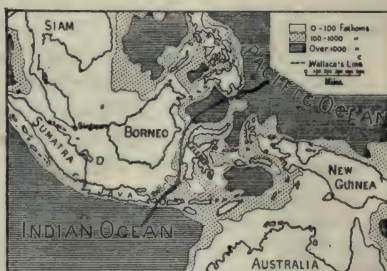 SIAM
0-100 Fathoms
100-1000 "
Over 1000 "
Wallace's Line
Miles.
PACIFIC OCEAN
BORNEO
SUMATRA
D
JAVA
NEW
GUINEA
INDIAN OCEAN
AUSTRALIA